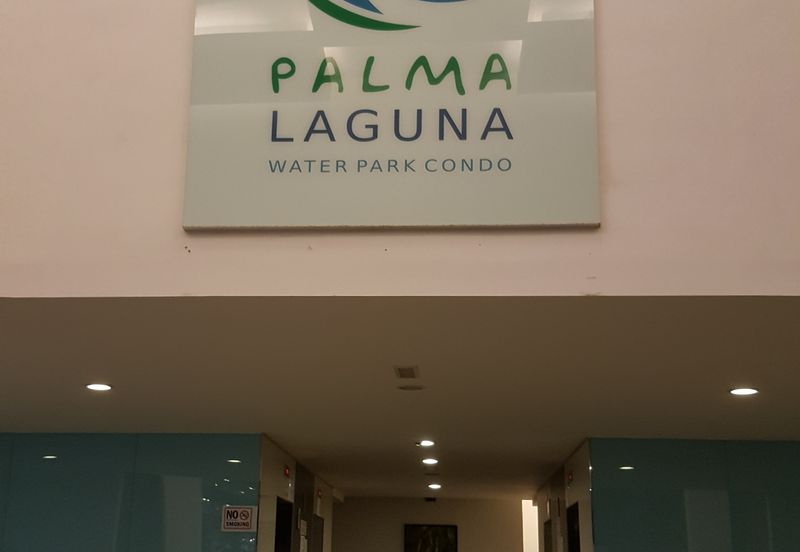 PALMA
LAGUNA
WATER PARK CONDO
NO
SMOKING